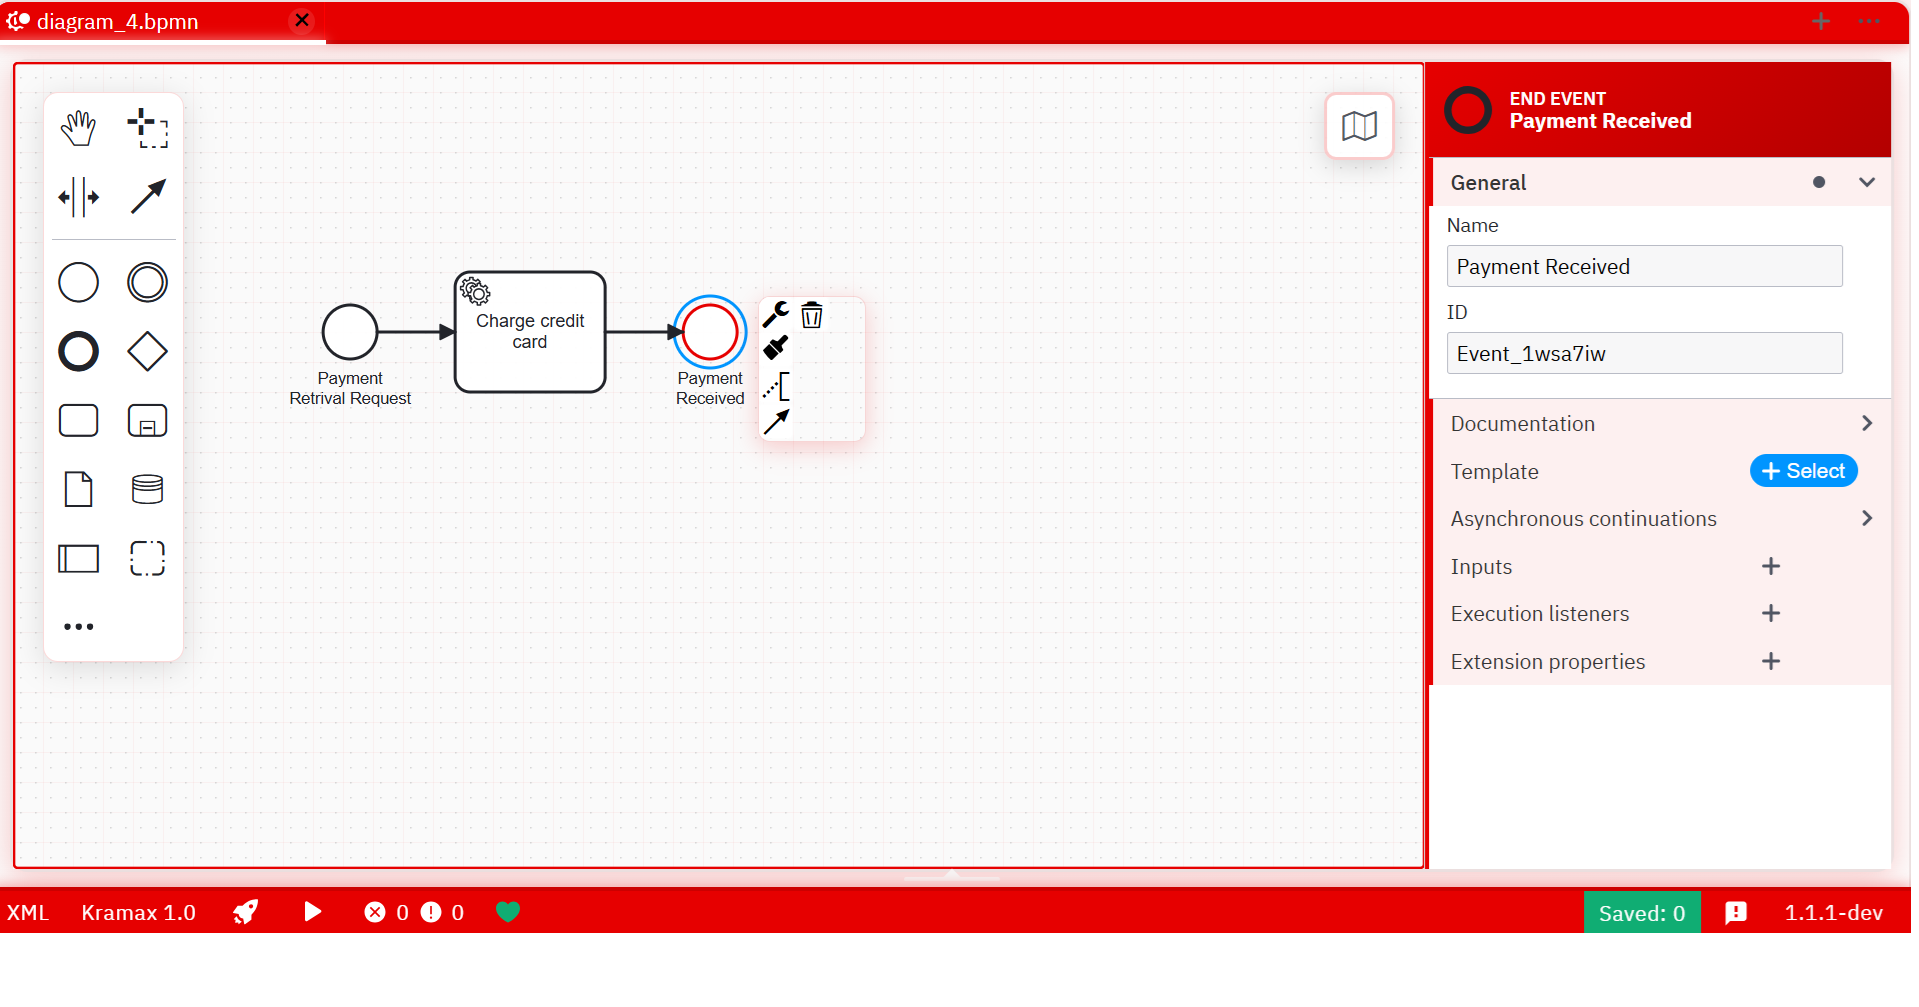 diagram_4.bpmn
END EVENT
Payment Received
General
Name
Payment Received
ID
Event_1wsa7iw
Documentation
Template
Select
Asynchronous continuations
Inputs
Execution listeners
Extension properties
Charge credit
card
Payment
Retrival Request
Payment
Received
XML
Kramax 1.0
0
0
Saved: 0
1.1.1-dev